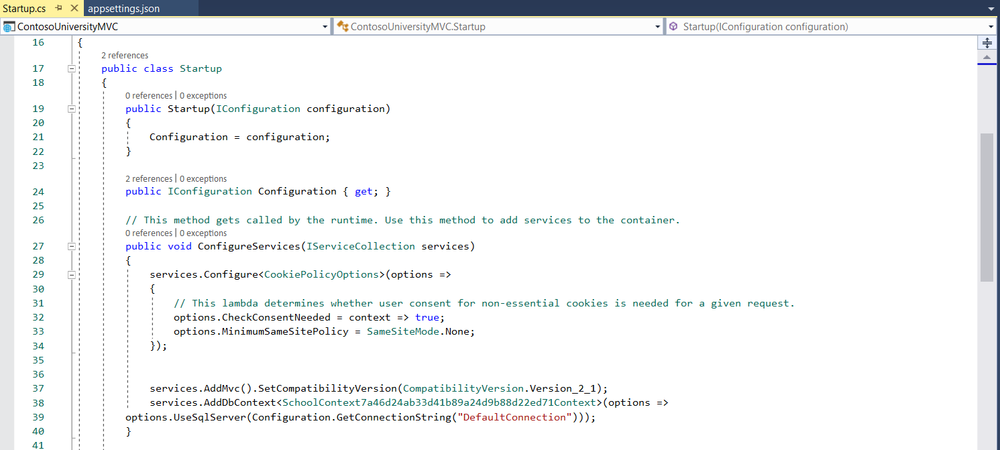 Startup.cs appsettings.json
ContosoUniversityMVC ContosoUniversityMVC.Startup Startup(IConfiguration configuration)
16 {
2 references
17 public class Startup
18 {
0 references | 0 exceptions
19 public Startup(IConfiguration configuration)
20 {
21 Configuration = configuration;
22 }
23
2 references | 0 exceptions
24 public IConfiguration Configuration { get; }
25
26 // This method gets called by the runtime. Use this method to add services to the container.
0 references | 0 exceptions
27 public void ConfigureServices(IServiceCollection services)
28 {
29 services.Configure<CookiePolicyOptions>(options =>
30 {
31 // This lambda determines whether user consent for non-essential cookies is needed for a given request.
32 options.CheckConsentNeeded = context => true;
33 options.MinimumSameSitePolicy = SameSiteMode.None;
34 });
35
36
37 services.AddMvc().SetCompatibilityVersion(CompatibilityVersion.Version_2_1);
38 services.AddDbContext<SchoolContext7a46d24ab33d41b89a24d9b88d22ed71Context>(options =>
39 options.UseSqlServer(Configuration.GetConnectionString("DefaultConnection")));
40 }
41